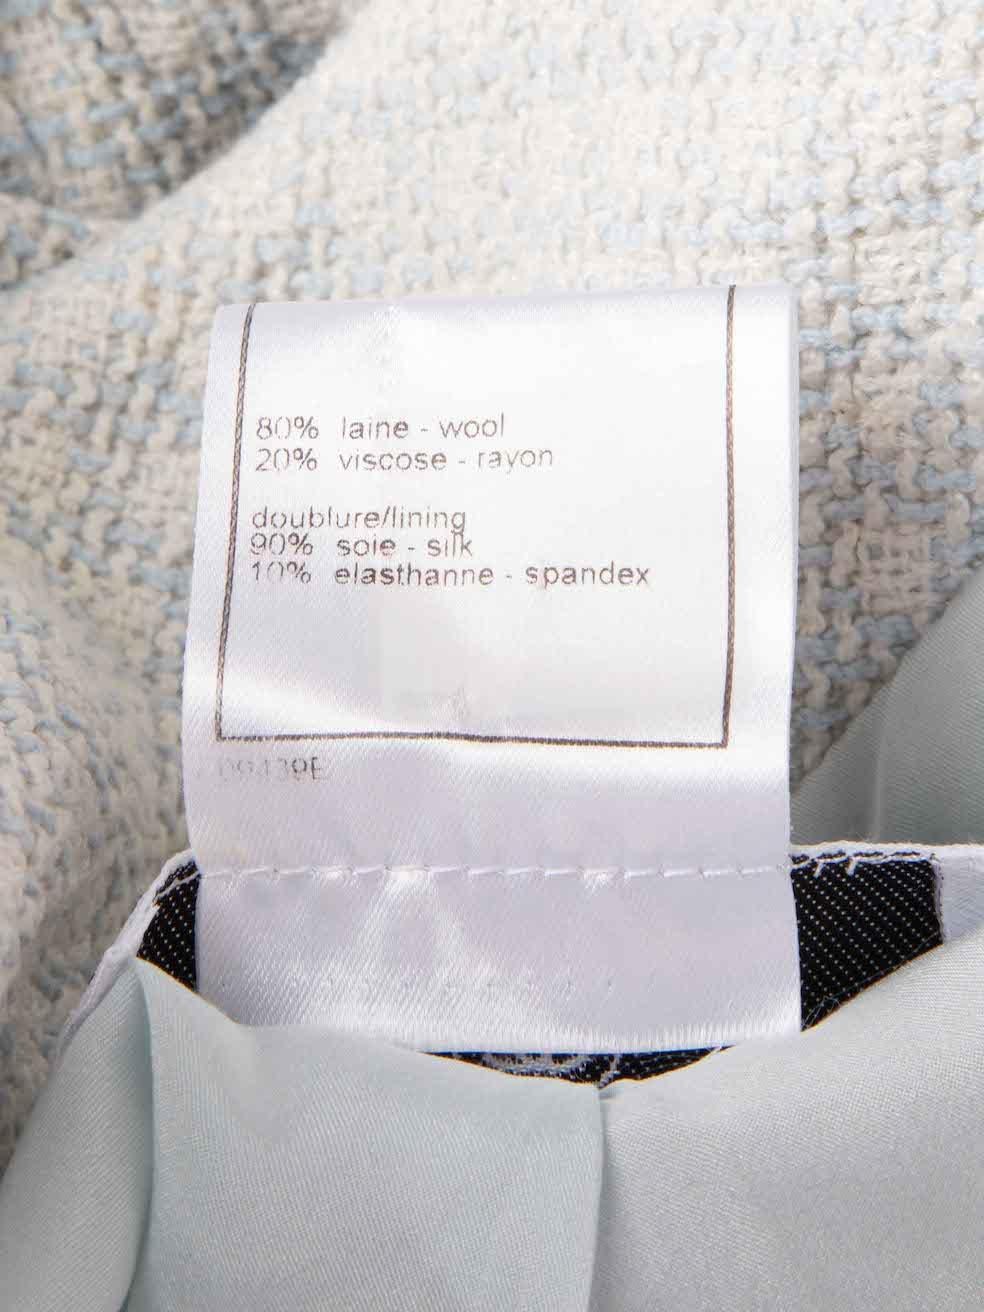 80% laine - wool
20% viscose - rayon
doublure/lining
90% soie - silk
10% elasthanne - spandex